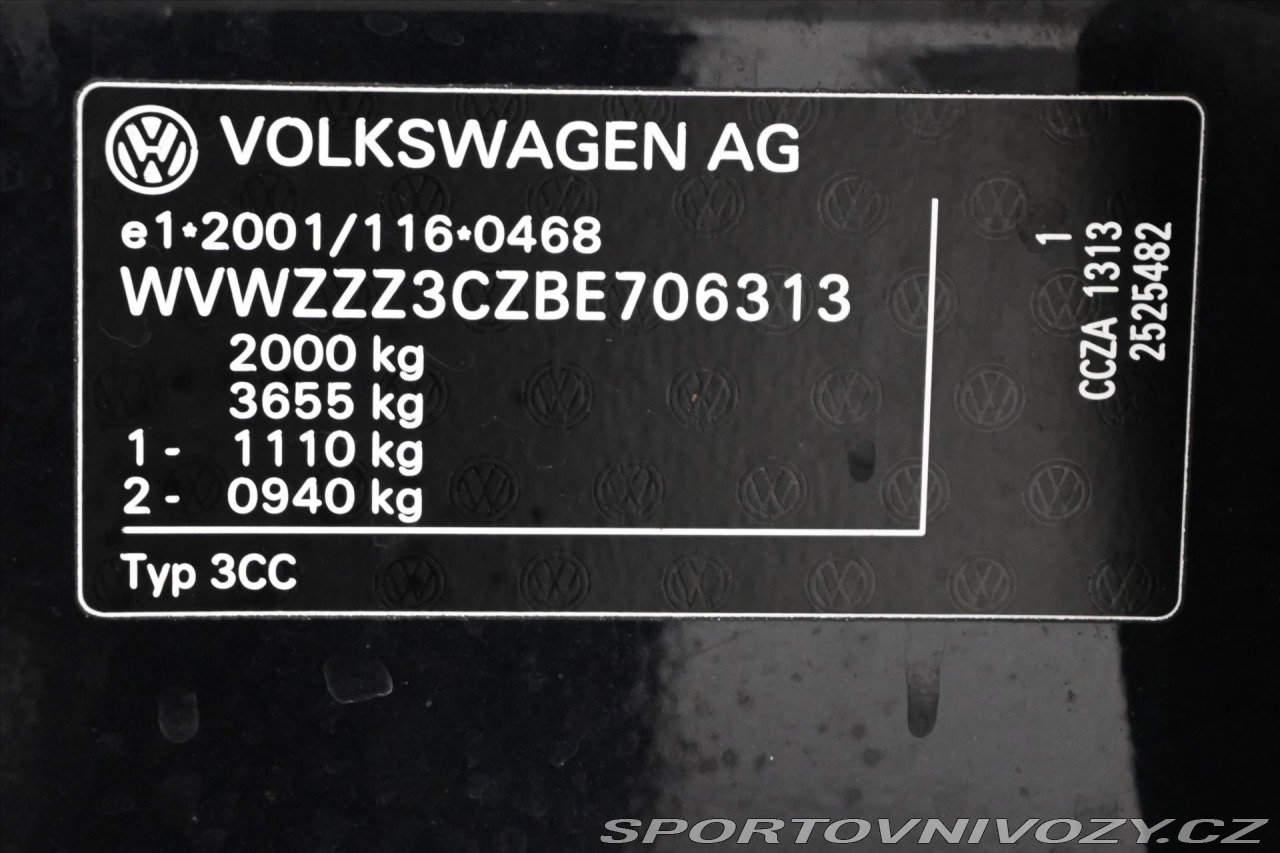 VOLKSWAGEN AG
e1*2001/116*0468
WVWZZZ3CZBE706313
2000 kg
3655 kg
1 - 1110 kg
2 - 0940 kg
Typ 3CC
1
CCZA 1313
2525482
SPORTOVNIVOZY.CZ